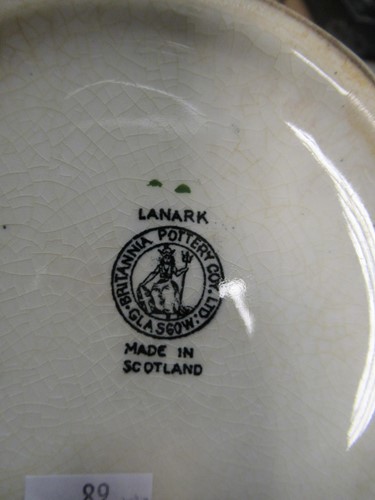 LANARK
BRITANNIA POTTERY CO. LTD.
GLASGOW.
MADE IN
SCOTLAND
89